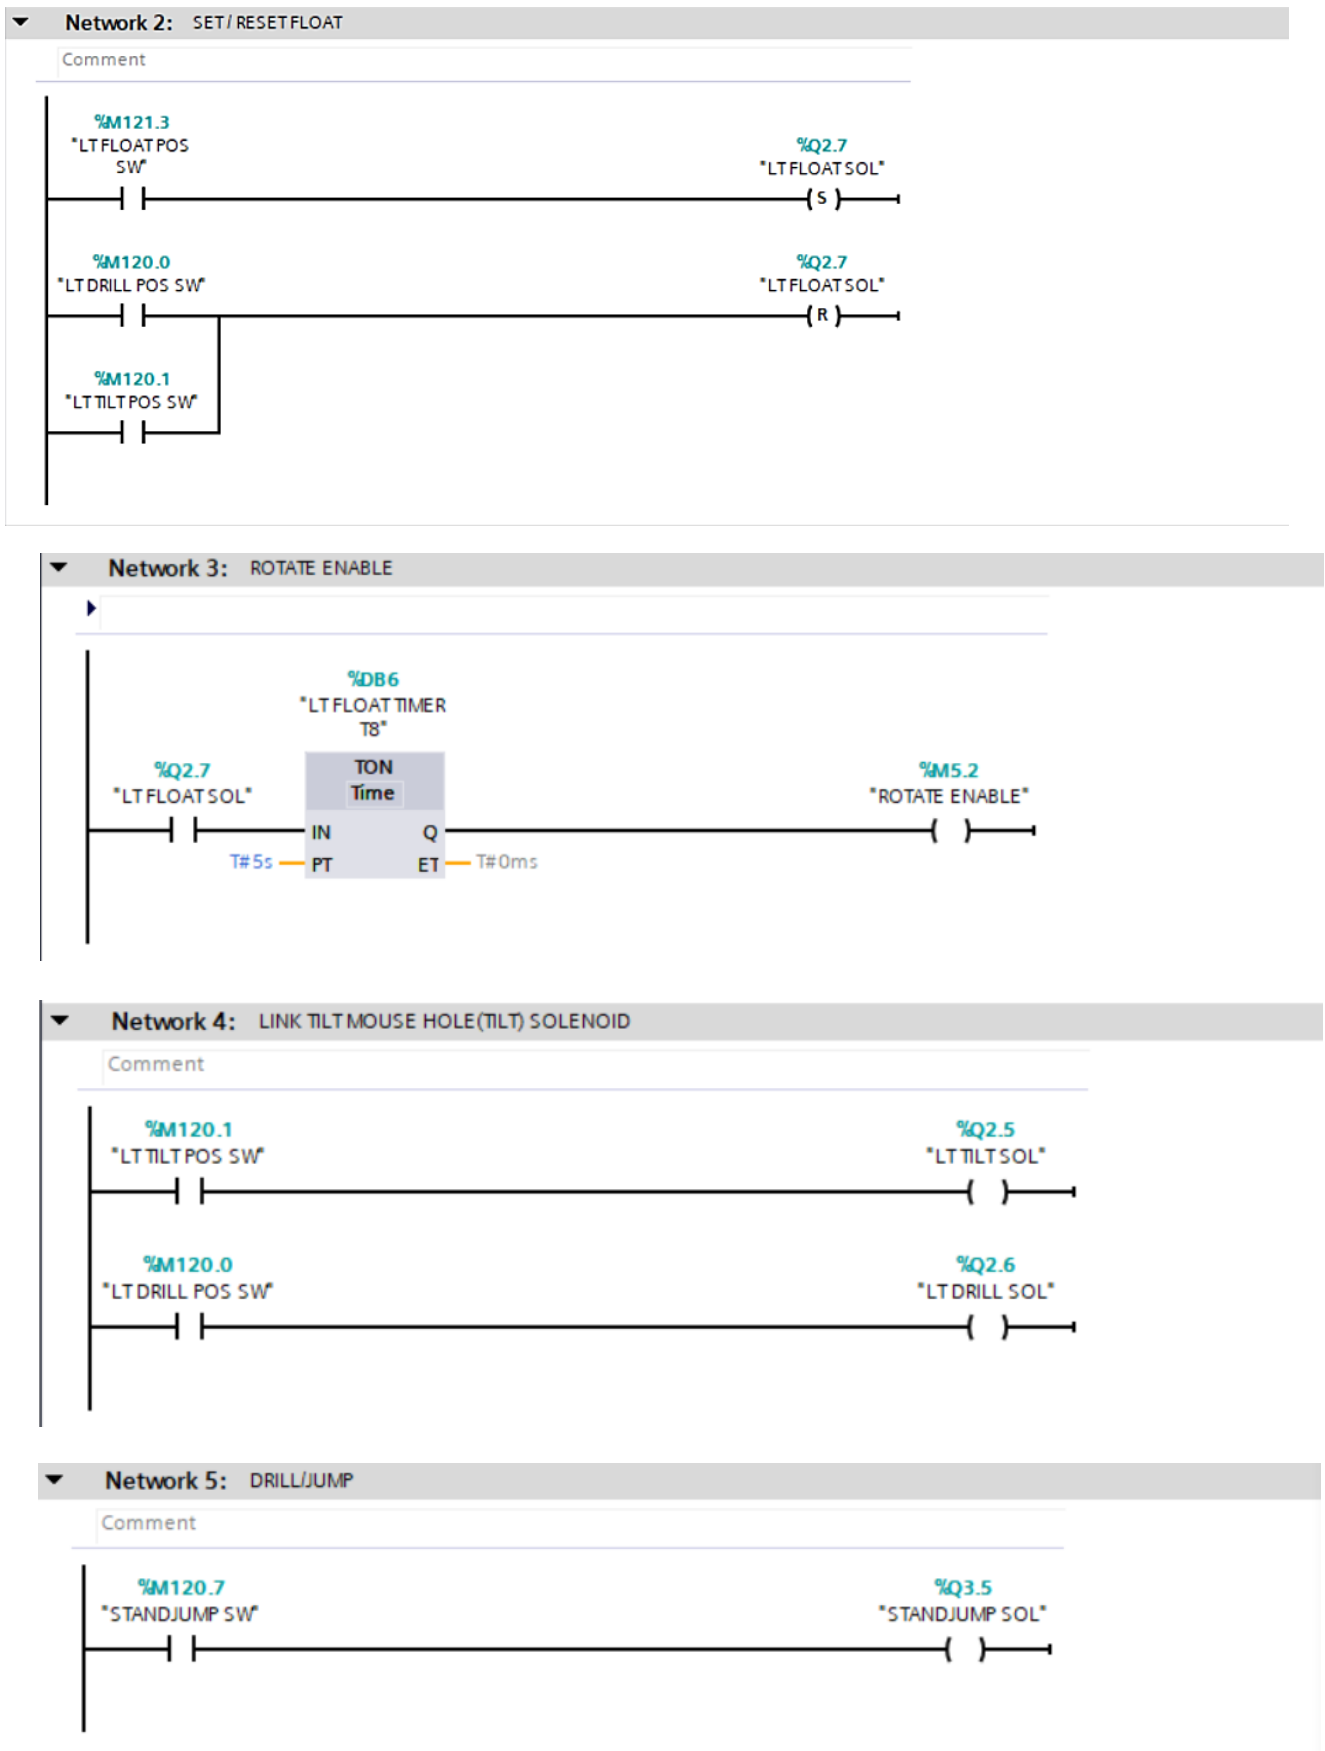 Network 2: SET / RESET FLOAT
Comment
%M121.3
"LT FLOAT POS
SW"
%Q2.7
"LT FLOAT SOL"
S
%M120.0
"LT DRILL POS SW"
%Q2.7
"LT FLOAT SOL"
R
%M120.1
"LT TILT POS SW"
Network 3: ROTATE ENABLE
%DB6
"LT FLOAT TIMER
T8"
%Q2.7
"LT FLOAT SOL"
TON
Time
%M5.2
"ROTATE ENABLE"
IN Q
T#5s PT ET T#0ms
Network 4: LINK TILT MOUSE HOLE(TILT) SOLENOID
Comment
%M120.1
"LT TILT POS SW"
%Q2.5
"LT TILT SOL"
%M120.0
"LT DRILL POS SW"
%Q2.6
"LT DRILL SOL"
Network 5: DRILL/JUMP
Comment
%M120.7
"STANDJUMP SW"
%Q3.5
"STANDJUMP SOL"